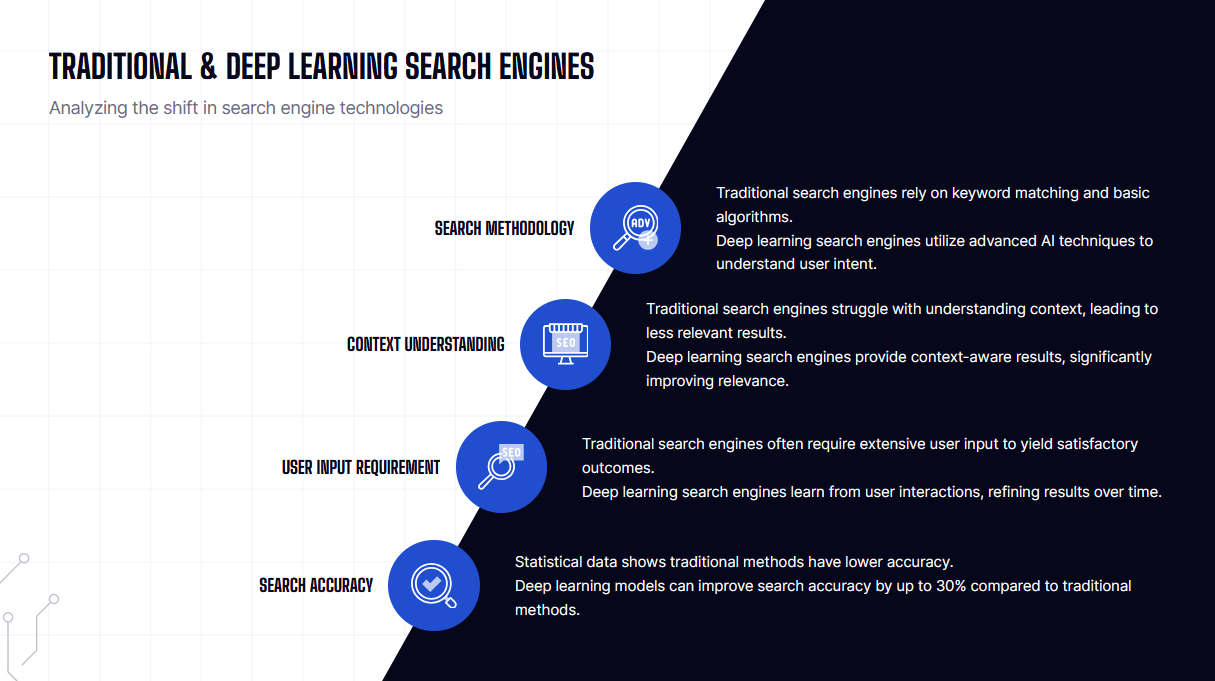 TRADITIONAL & DEEP LEARNING SEARCH ENGINES
Analyzing the shift in search engine technologies
SEARCH METHODOLOGY
ADV
Traditional search engines rely on keyword matching and basic
algorithms.
Deep learning search engines utilize advanced AI techniques to
understand user intent.
CONTEXT UNDERSTANDING
SEO
Traditional search engines struggle with understanding context, leading to
less relevant results.
Deep learning search engines provide context-aware results, significantly
improving relevance.
USER INPUT REQUIREMENT
SEO
Traditional search engines often require extensive user input to yield satisfactory
outcomes.
Deep learning search engines learn from user interactions, refining results over time.
SEARCH ACCURACY
Statistical data shows traditional methods have lower accuracy.
Deep learning models can improve search accuracy by up to 30% compared to traditional
methods.